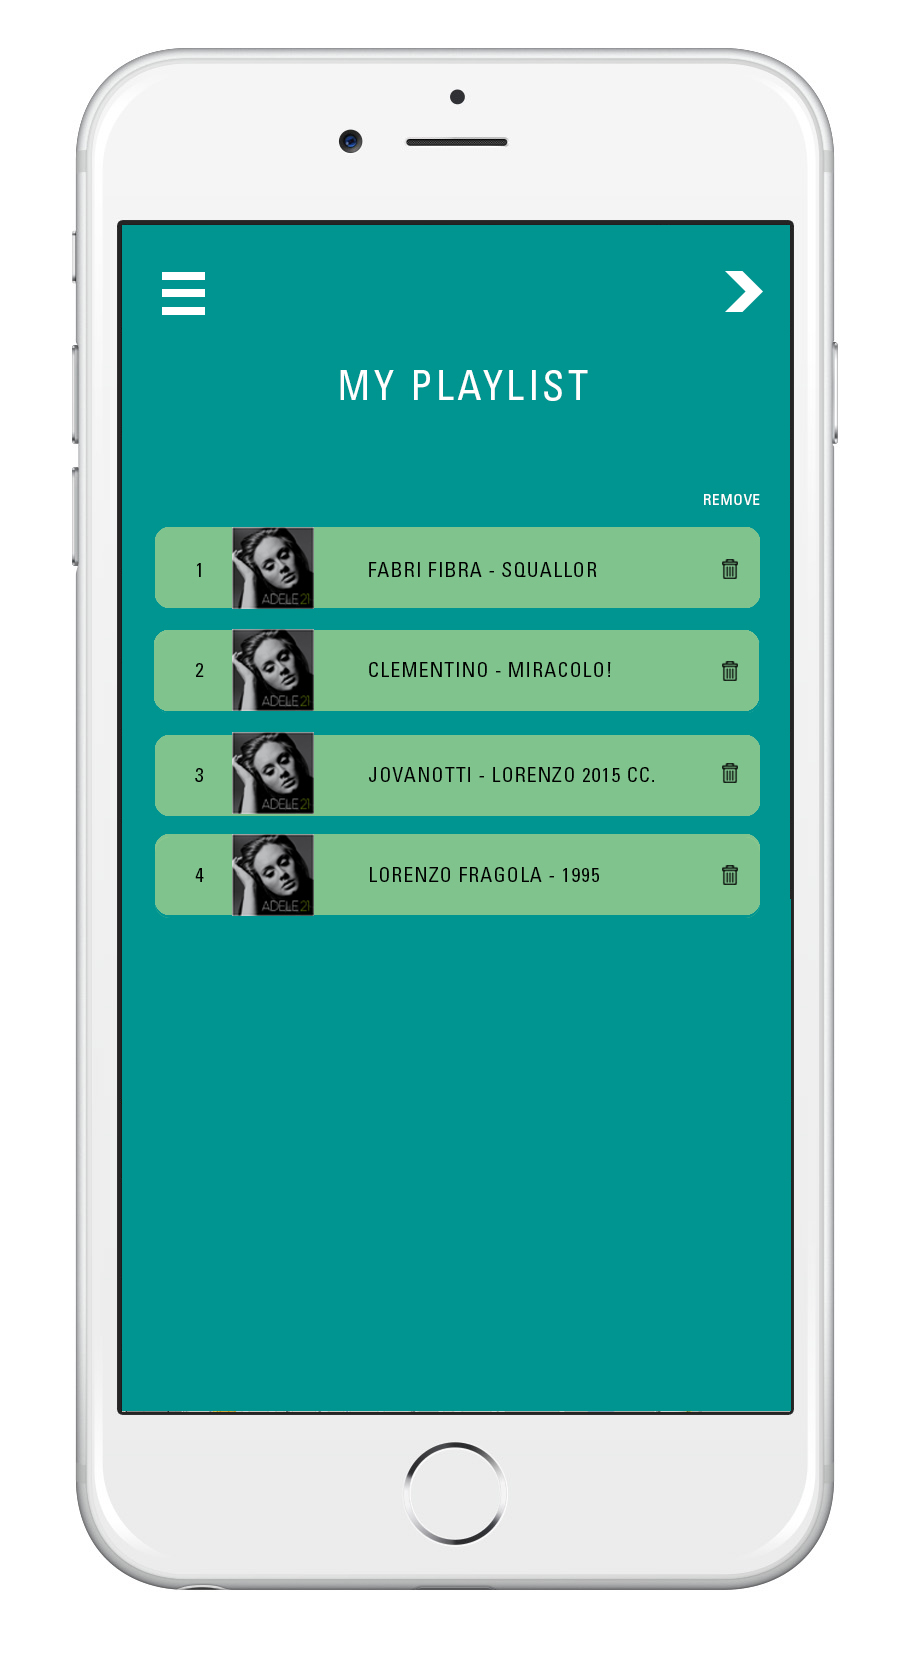 MY PLAYLIST
REMOVE
1 ADELE 21 FABRI FIBRA - SQUALLOR
2 ADELE 21 CLEMENTINO - MIRACOLO!
3 ADELE 21 JOVANOTTI - LORENZO 2015 CC.
4 ADELE 21 LORENZO FRAGOLA - 1995